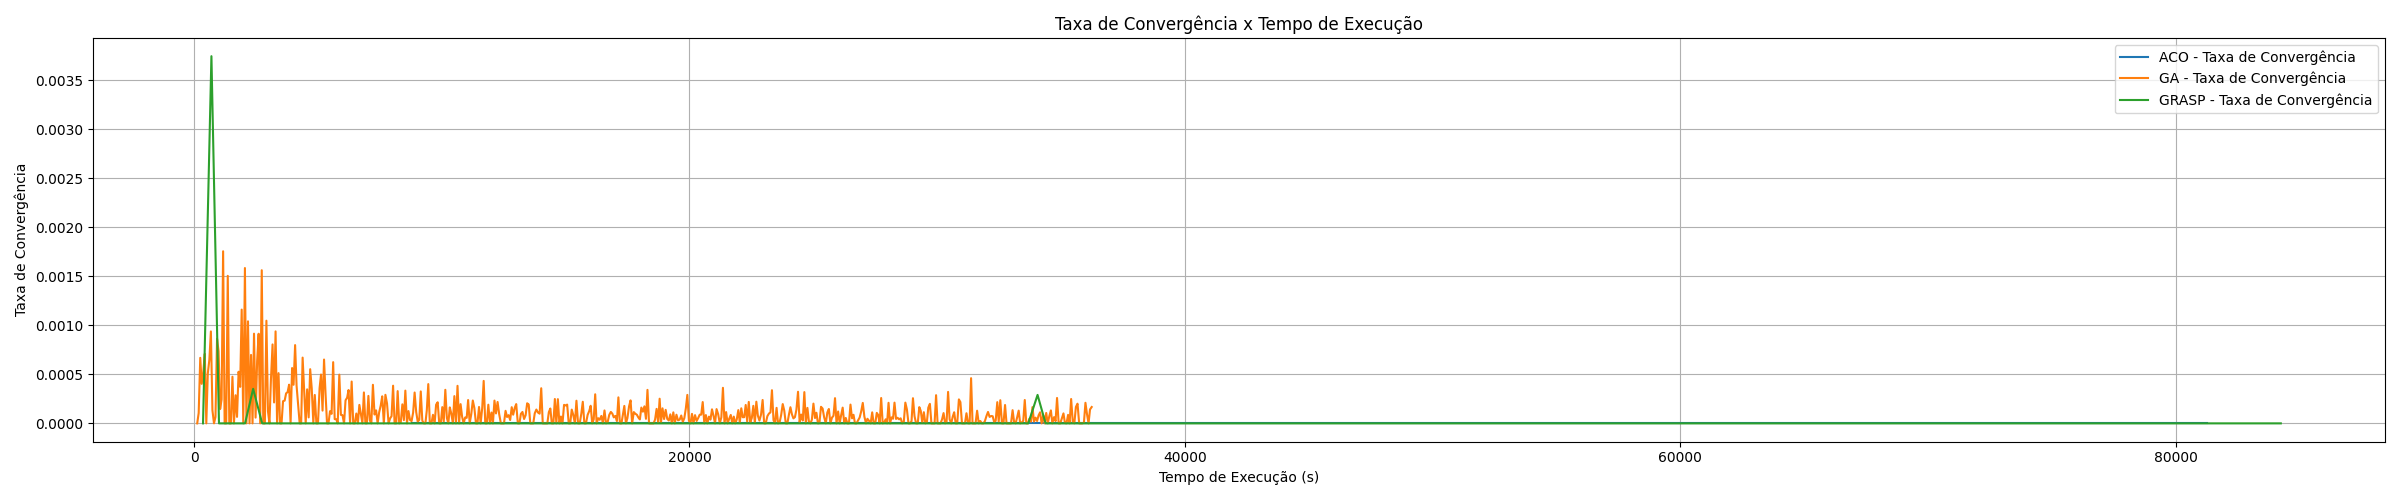 Taxa de Convergência x Tempo de Execução
ACO - Taxa de Convergência
GA - Taxa de Convergência
GRASP - Taxa de Convergência
Taxa de Convergência
0.0035
0.0030
0.0025
0.0020
0.0015
0.0010
0.0005
0.0000
0
20000
40000
60000
80000
Tempo de Execução (s)